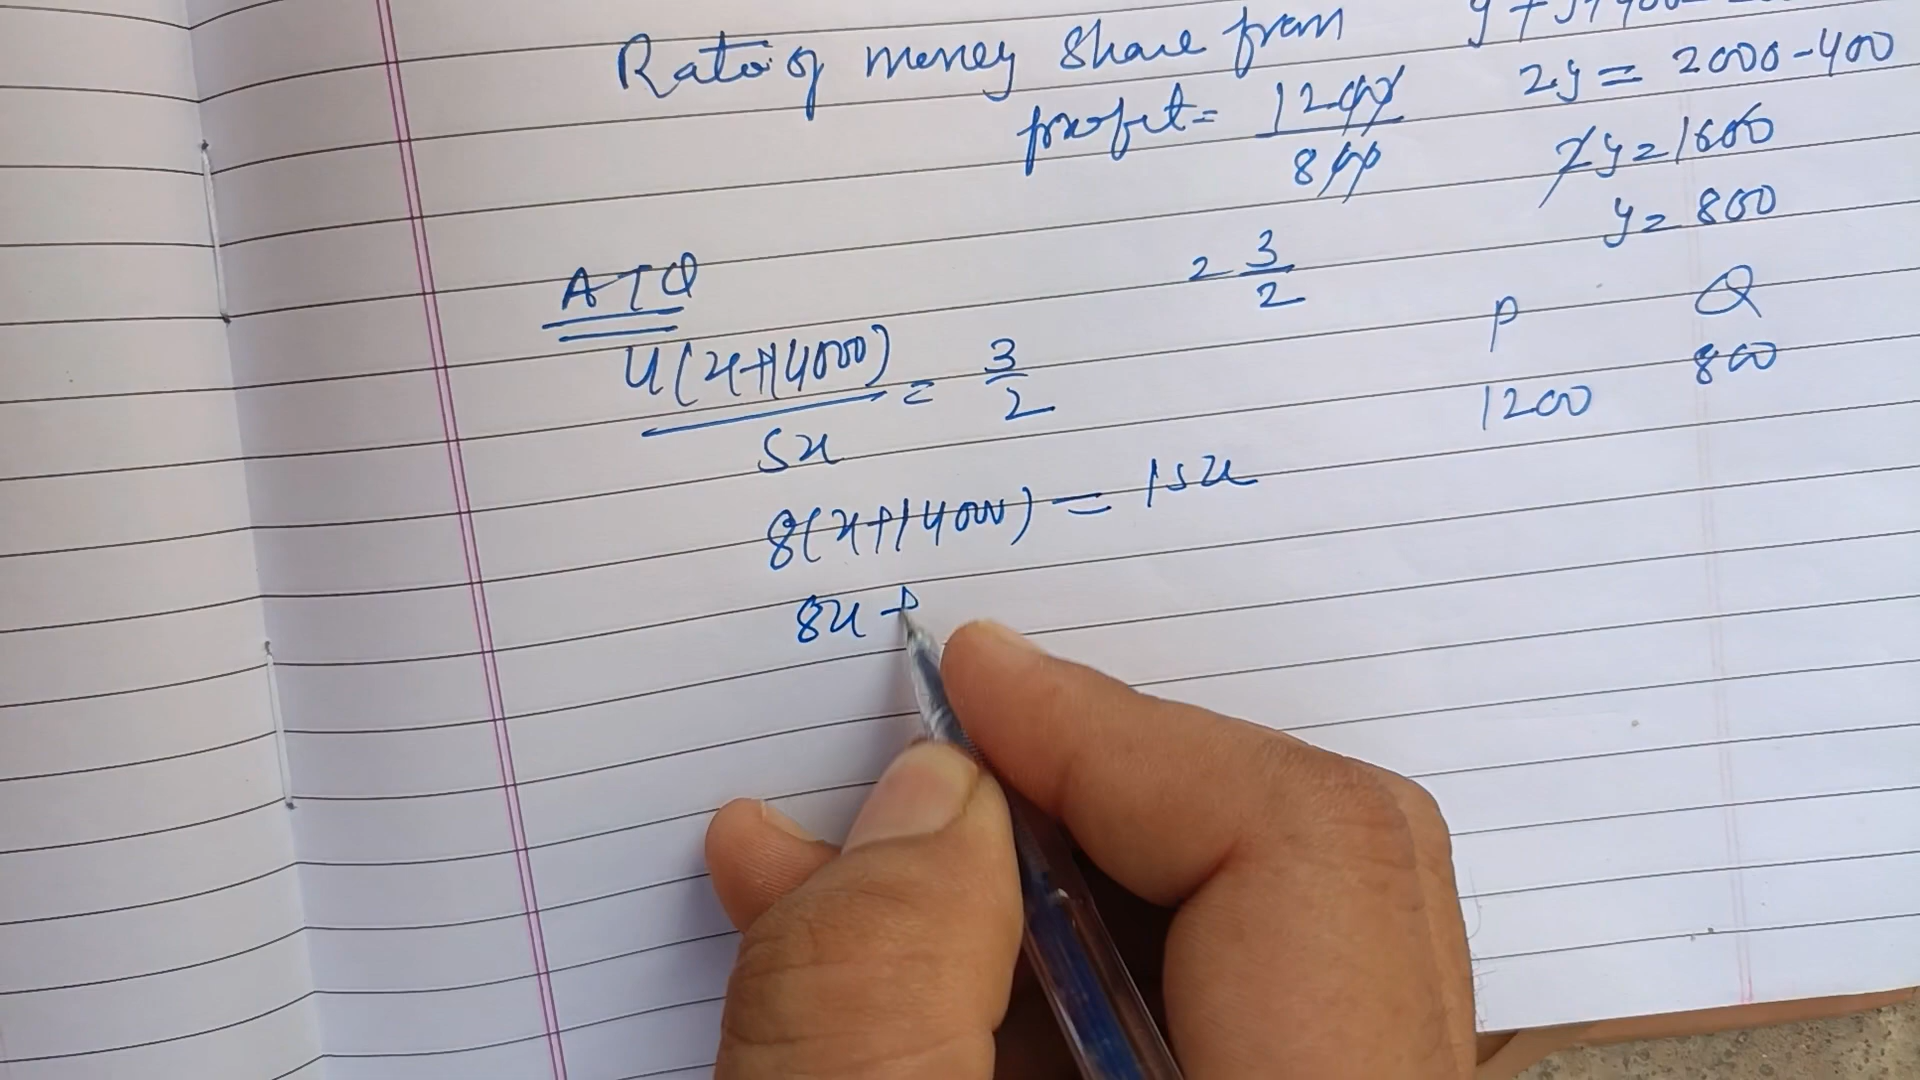 Ratio of money Share from
profit = 1200/800
= 3/2
y + y + 400
2y = 2000-400
2y = 1600
y = 800
P Q
1200 800
ATQ
4(x+14000)/5x = 3/2
8(x+14000) = 15x
8x +